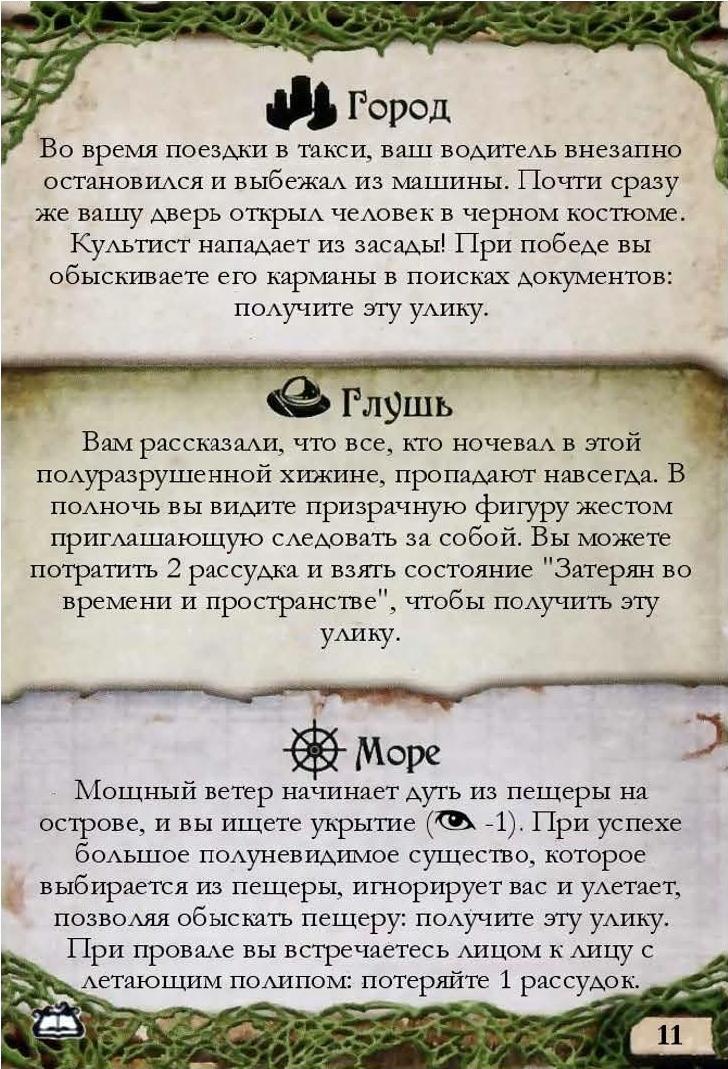 Город
Во время поездки в такси, ваш водитель внезапно
остановился и выбежал из машины. Почти сразу
же вашу дверь открыл человек в черном костюме.
Культист нападает из засады! При победе вы
обыскиваете его карманы в поисках документов:
получите эту улику.
Глушь
Вам рассказали, что все, кто ночевал в этой
полуразрушенной хижине, пропадают навсегда. В
полночь вы видите призрачную фигуру жестом
приглашающую следовать за собой. Вы можете
потратить 2 рассудка и взять состояние "Затерян во
времени и пространстве", чтобы получить эту
улику.
Море
Мощный ветер начинает дуть из пещеры на
острове, и вы ищете укрытие ( -1). При успехе
большое полуневидимое существо, которое
выбирается из пещеры, игнорирует вас и улетает,
позволяя обыскать пещеру: получите эту улику.
При провале вы встречаетесь лицом к лицу с
летающим полипом: потеряйте 1 рассудок.
11